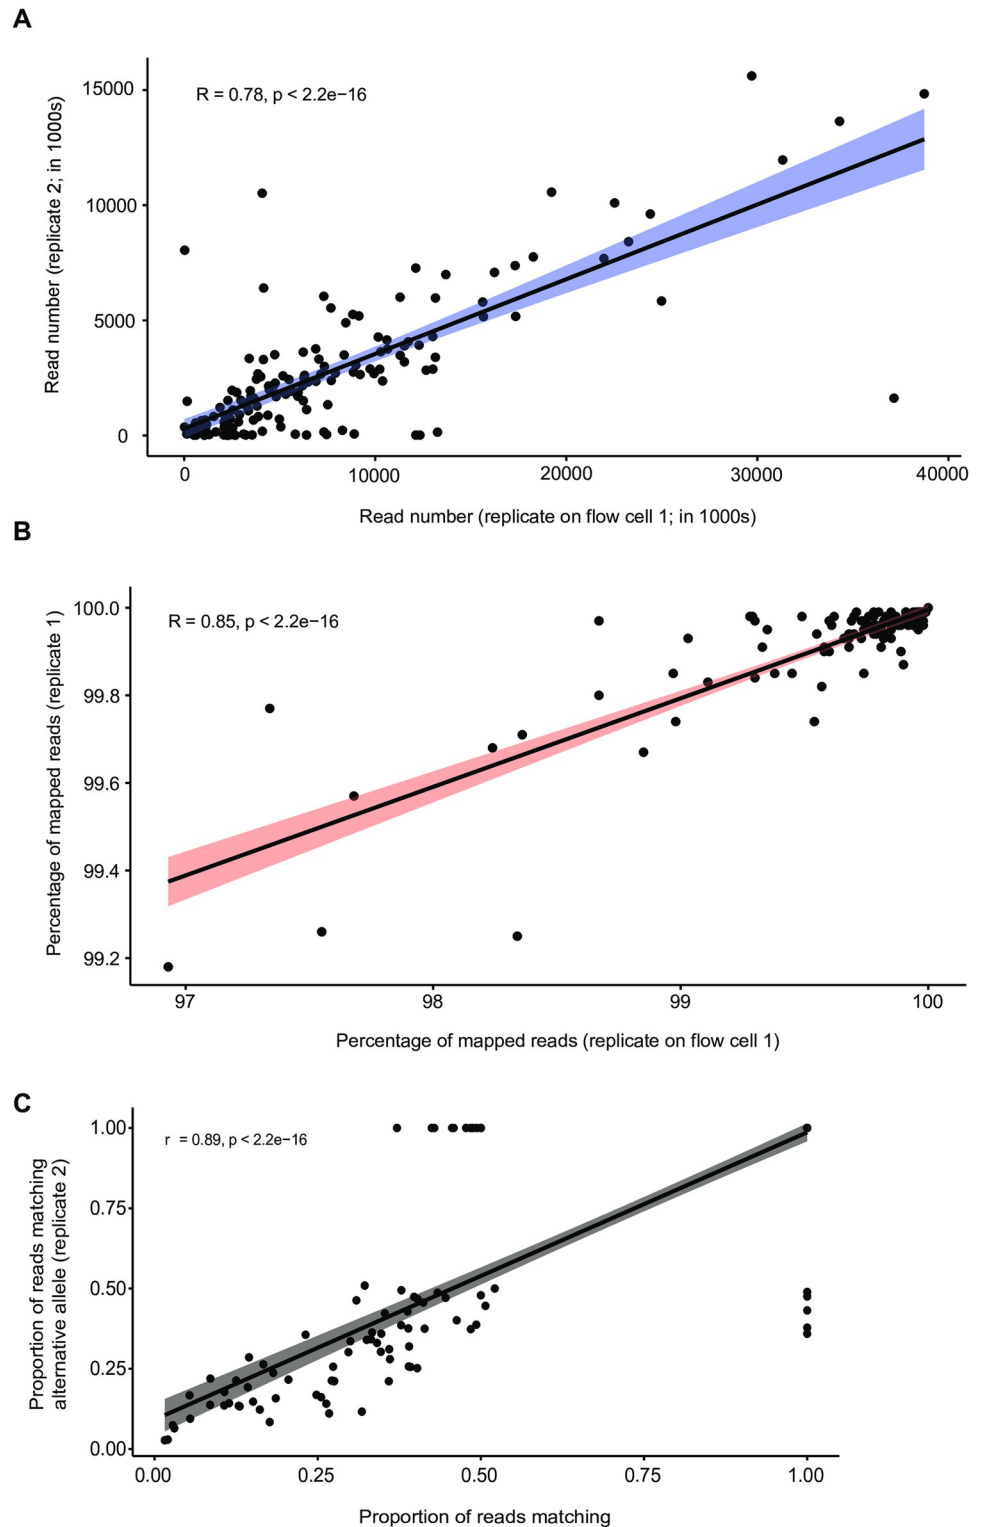 A
R = 0.78, p < 2.2e−16
15000
10000
5000
0
Read number (replicate 2; in 1000s)
0 10000 20000 30000 40000
Read number (replicate on flow cell 1; in 1000s)
B
R = 0.85, p < 2.2e−16
100.0
99.8
99.6
99.4
99.2
Percentage of mapped reads (replicate 1)
97 98 99 100
Percentage of mapped reads (replicate on flow cell 1)
C
r = 0.89, p < 2.2e−16
1.00
0.75
0.50
0.25
0.00
Proportion of reads matching
alternative allele (replicate 2)
0.00 0.25 0.50 0.75 1.00
Proportion of reads matching